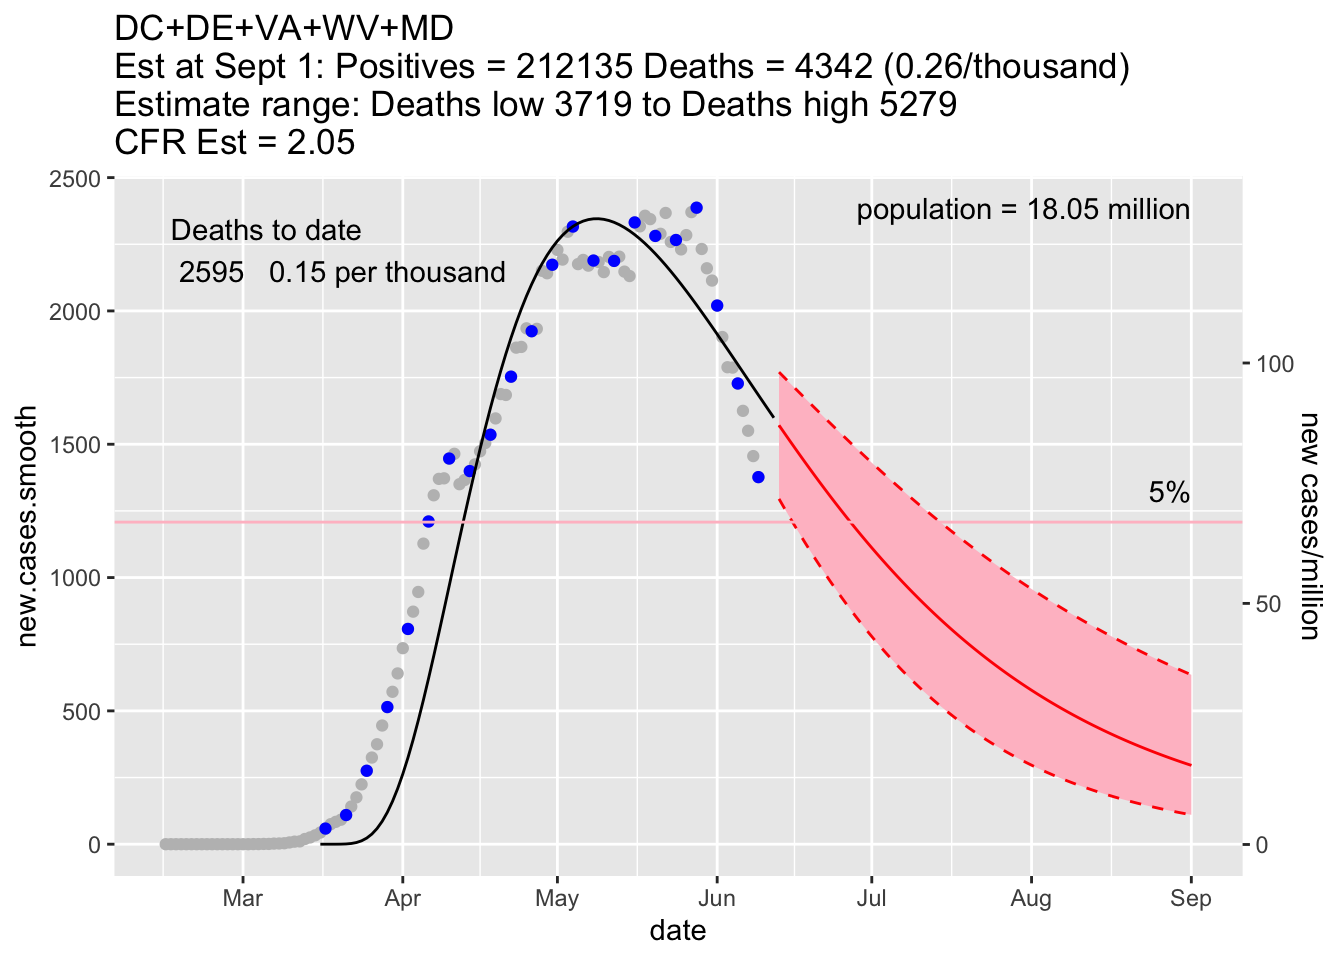 DC+DE+VA+WV+MD
Est at Sept 1: Positives = 212135 Deaths = 4342 (0.26/thousand)
Estimate range: Deaths low 3719 to Deaths high 5279
CFR Est = 2.05
2500
Deaths to date
population = 18.05 million
2595 0.15 per thousand
2000
100
1500
5%
1000
50
500
0
0
new.cases.smooth
new cases/million
Mar Apr May Jun Jul Aug Sep
date